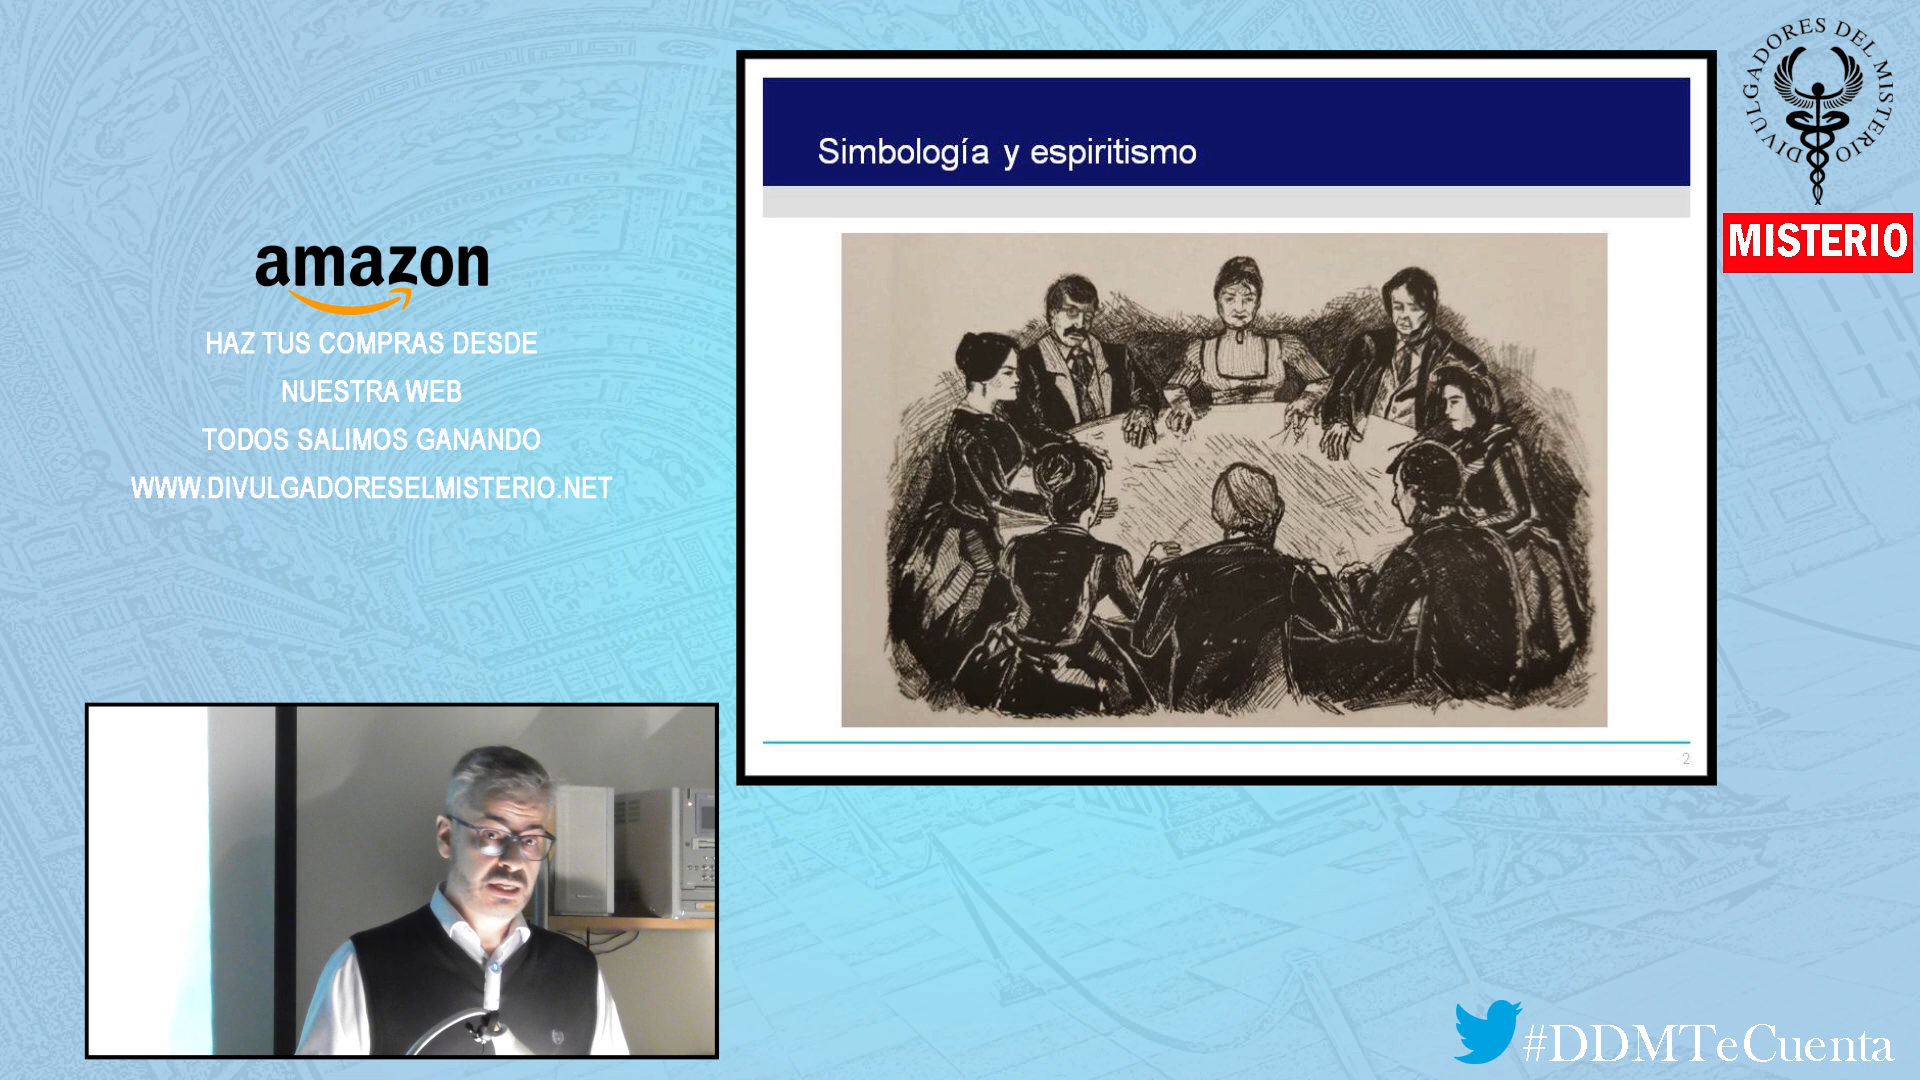 amazon
HAZ TUS COMPRAS DESDE
NUESTRA WEB
TODOS SALIMOS GANANDO
WWW.DIVULGADORESELMISTERIO.NET
Simbología y espiritismo
2
DIVULGADORES DEL MISTERIO
MISTERIO
#DDMTeCuenta